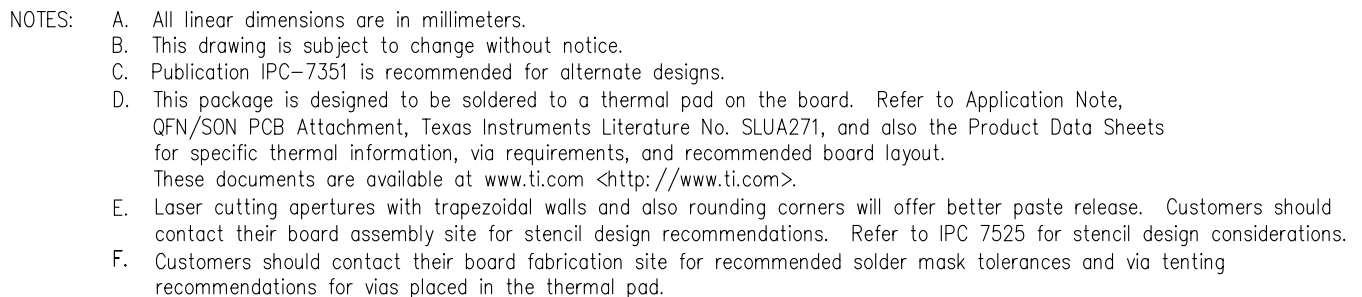 NOTES: A. All linear dimensions are in millimeters.
B. This drawing is subject to change without notice.
C. Publication IPC-7351 is recommended for alternate designs.
D. This package is designed to be soldered to a thermal pad on the board. Refer to Application Note,
QFN/SON PCB Attachment, Texas Instruments Literature No. SLUA271, and also the Product Data Sheets
for specific thermal information, via requirements, and recommended board layout.
These documents are available at www.ti.com <http://www.ti.com>.
E. Laser cutting apertures with trapezoidal walls and also rounding corners will offer better paste release. Customers should
contact their board assembly site for stencil design recommendations. Refer to IPC 7525 for stencil design considerations.
F. Customers should contact their board fabrication site for recommended solder mask tolerances and via tenting
recommendations for vias placed in the thermal pad.